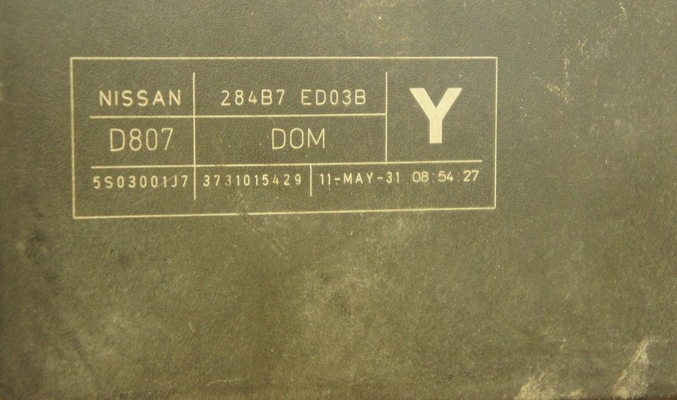 NISSAN 284B7 ED03B Y
D807 DOM
5S03001J7 3731015429 11-MAY-31 08:54:27